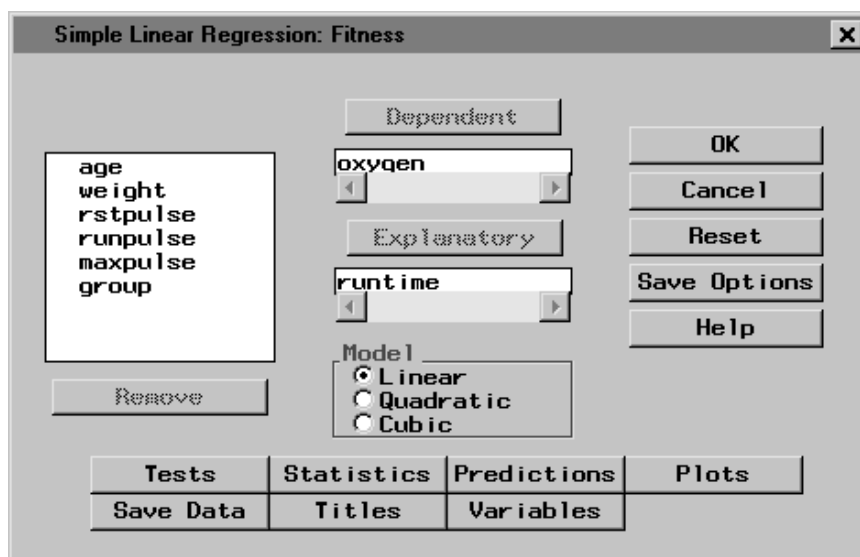 Simple Linear Regression: Fitness
Dependent
oxygen
Explanatory
runtime
age
weight
rstpulse
runpulse
maxpulse
group
Remove
Model
Linear
Quadratic
Cubic
OK
Cancel
Reset
Save Options
Help
Tests Statistics Predictions Plots
Save Data Titles Variables